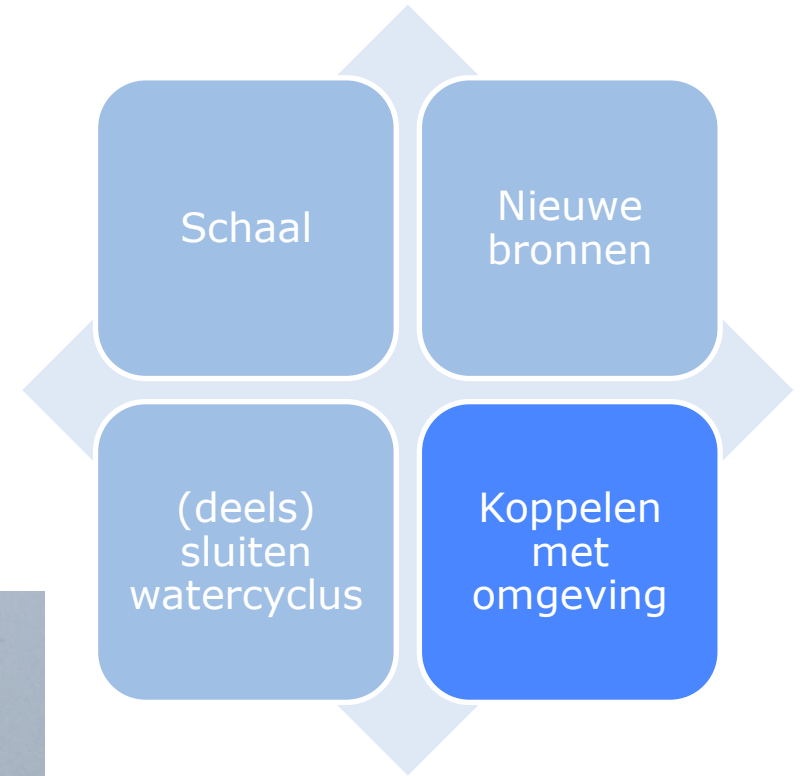 Schaal
Nieuwe
bronnen
(deels)
sluiten
watercyclus
Koppelen
met
omgeving